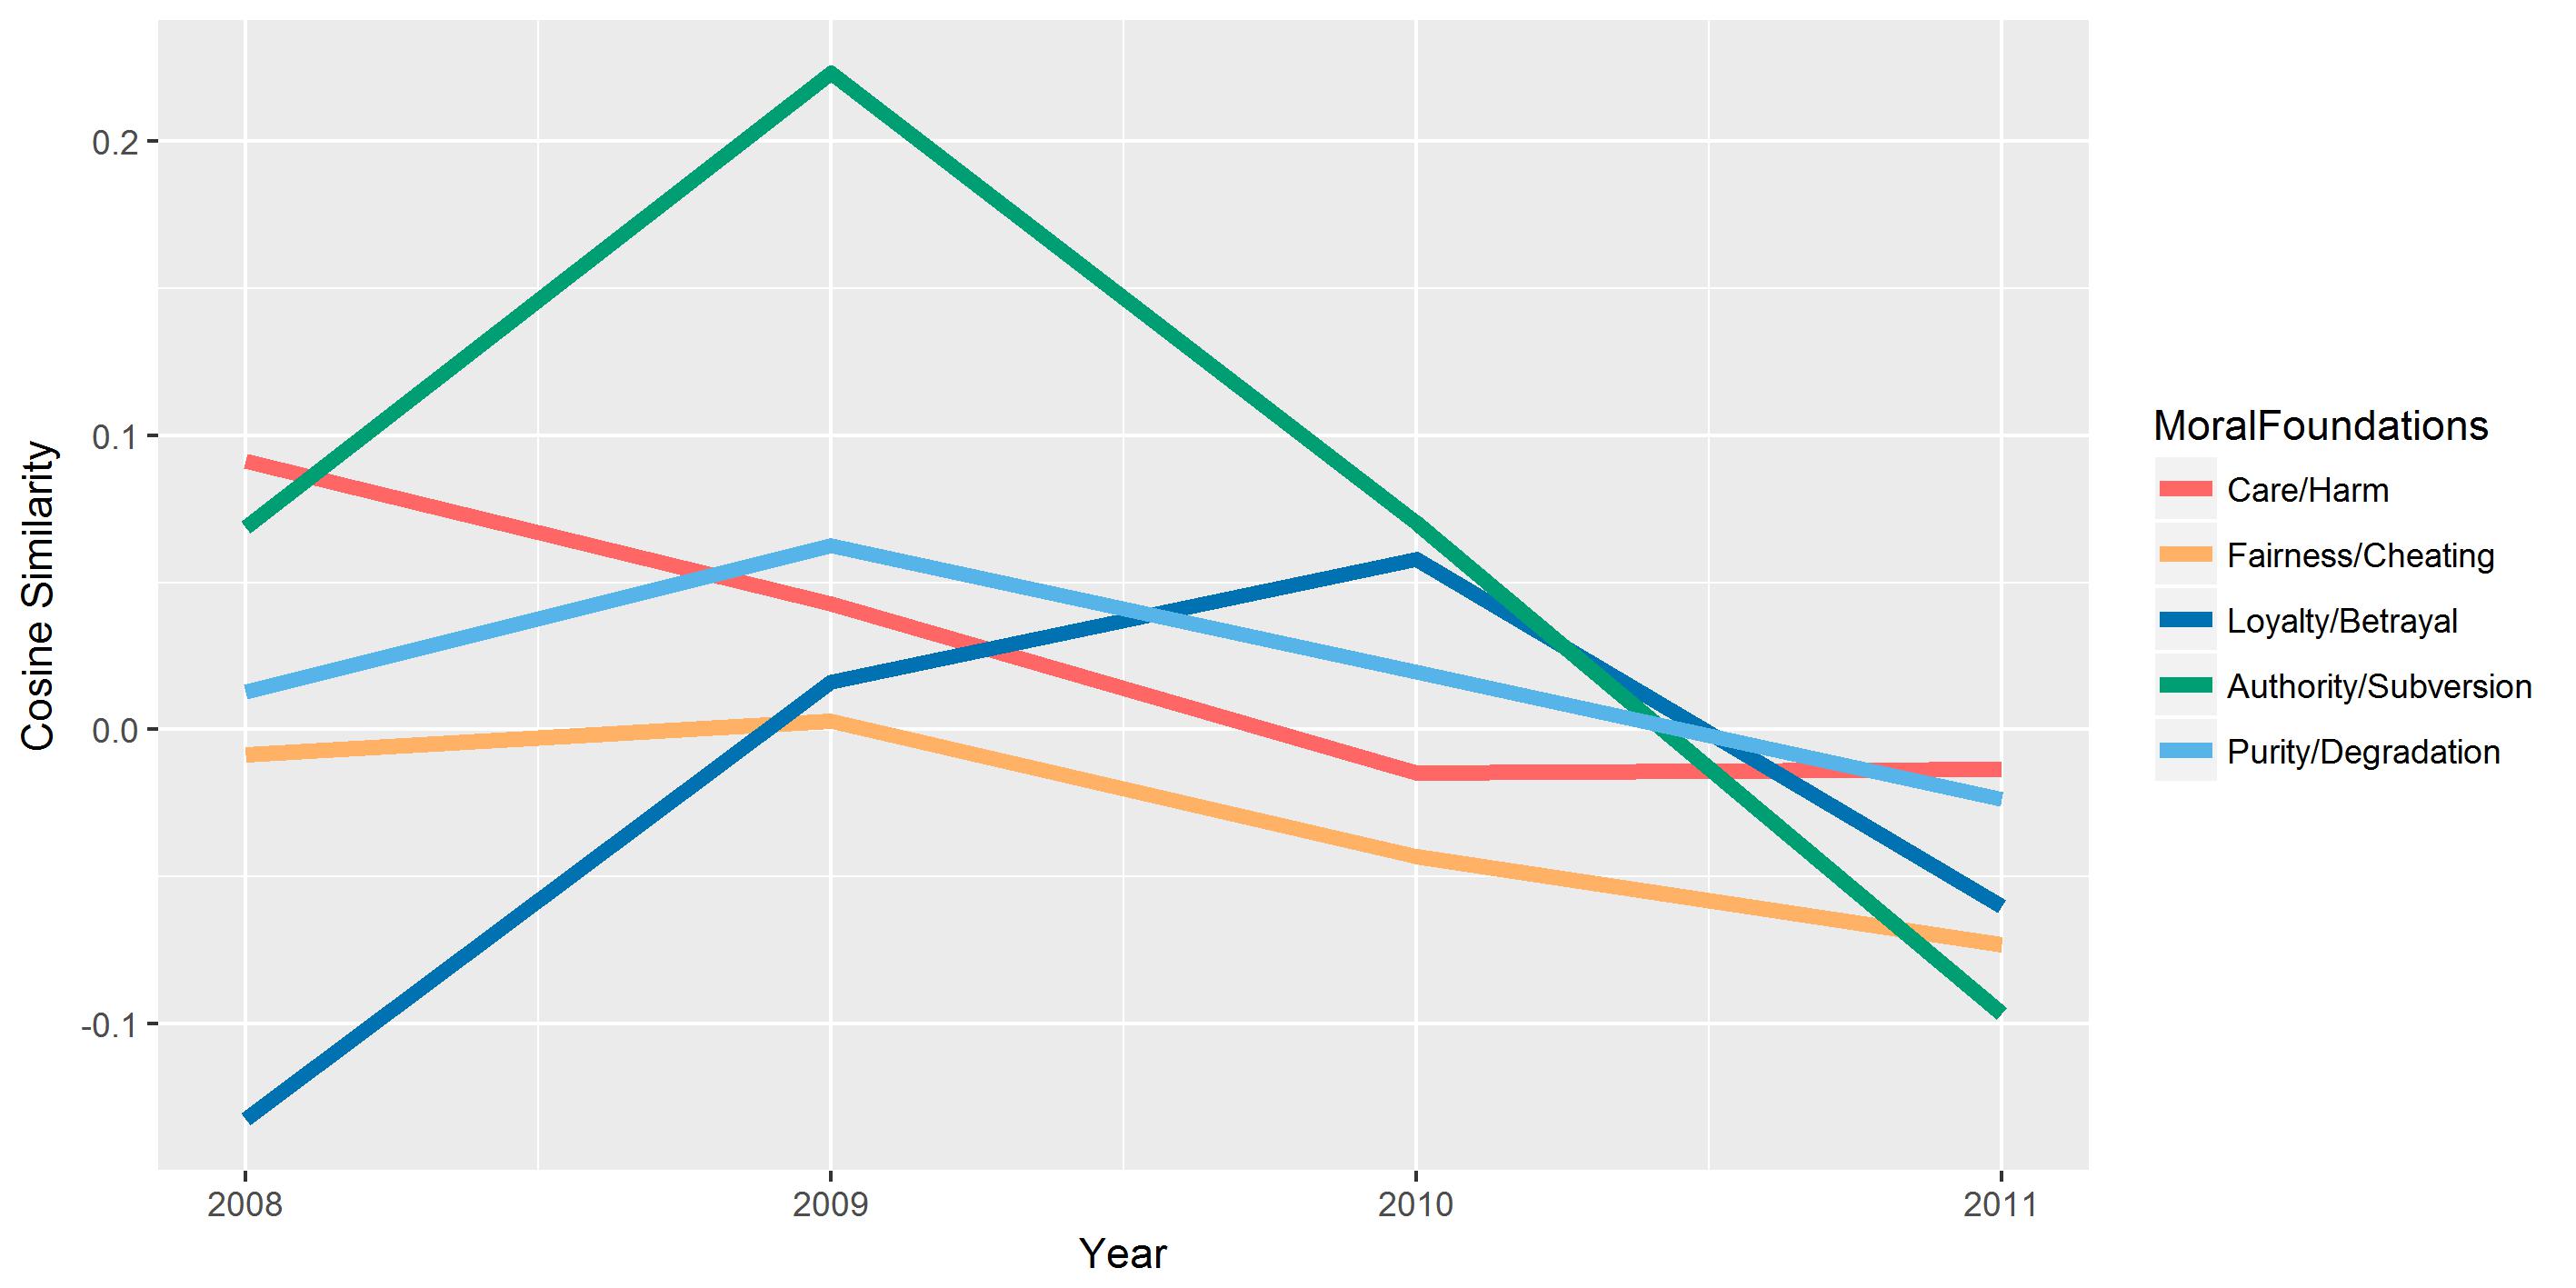 0.2
0.1
0.0
-0.1
Cosine Similarity
2008 2009 2010 2011
Year
MoralFoundations
Care/Harm
Fairness/Cheating
Loyalty/Betrayal
Authority/Subversion
Purity/Degradation